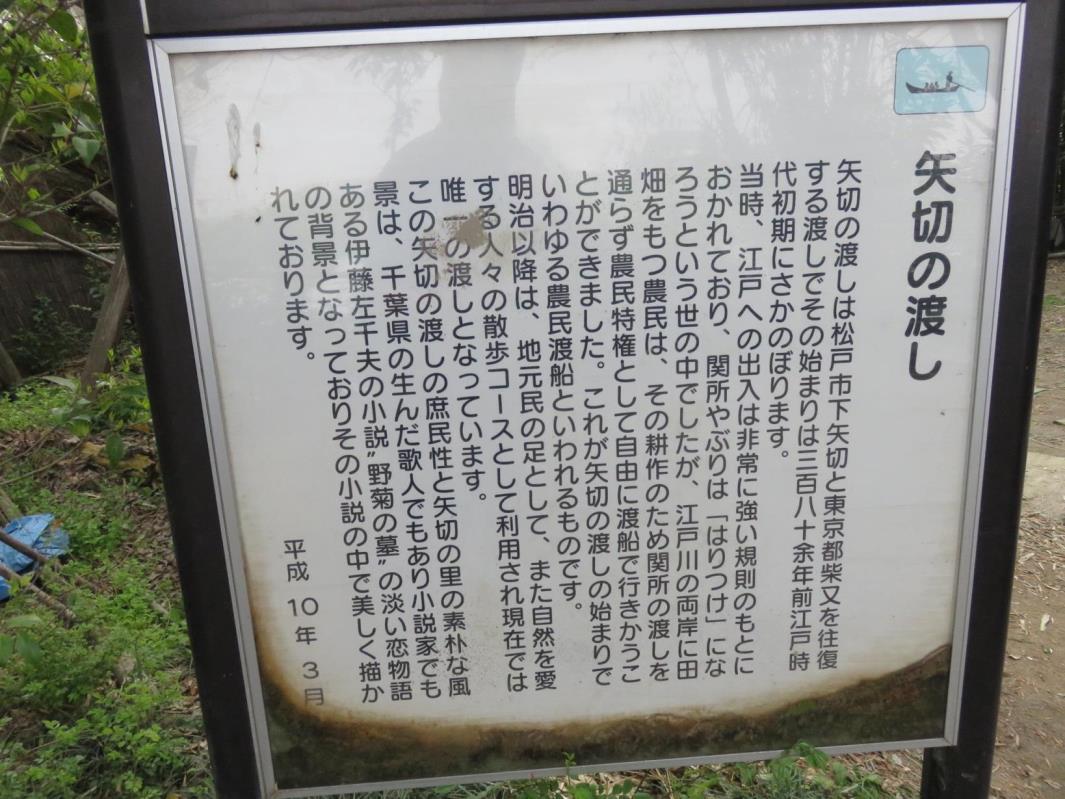 矢切の渡し
矢切の渡しは松戸市下矢切と東京都柴又を往復
する渡しでその始まりは三百八十余年前江戸時
代初期にさかのぼります。
当時、江戸への出入は非常に強い規則のもとに
おかれており、関所やぶりは「はりつけ」にな
ろうという世の中でしたが、江戸川の両岸に田
畑をもつ農民は、その耕作のため関所の渡しを
通らず農民特権として自由に渡船で行きかうこ
とができました。これが矢切の渡しの始まりで
いわゆる農民渡船といわれるものです。
明治以降は、地元民の足として、また自然を愛
する人々の散歩コースとして利用され現在では
唯一の渡しとなっています。
この矢切の渡しの庶民性と矢切の里の素朴な風
景は、千葉県の生んだ歌人でもあり小説家でも
ある伊藤左千夫の小説〝野菊の墓〟の淡い恋物語
の背景となっておりその小説の中で美しく描か
れております。
平成10年3月